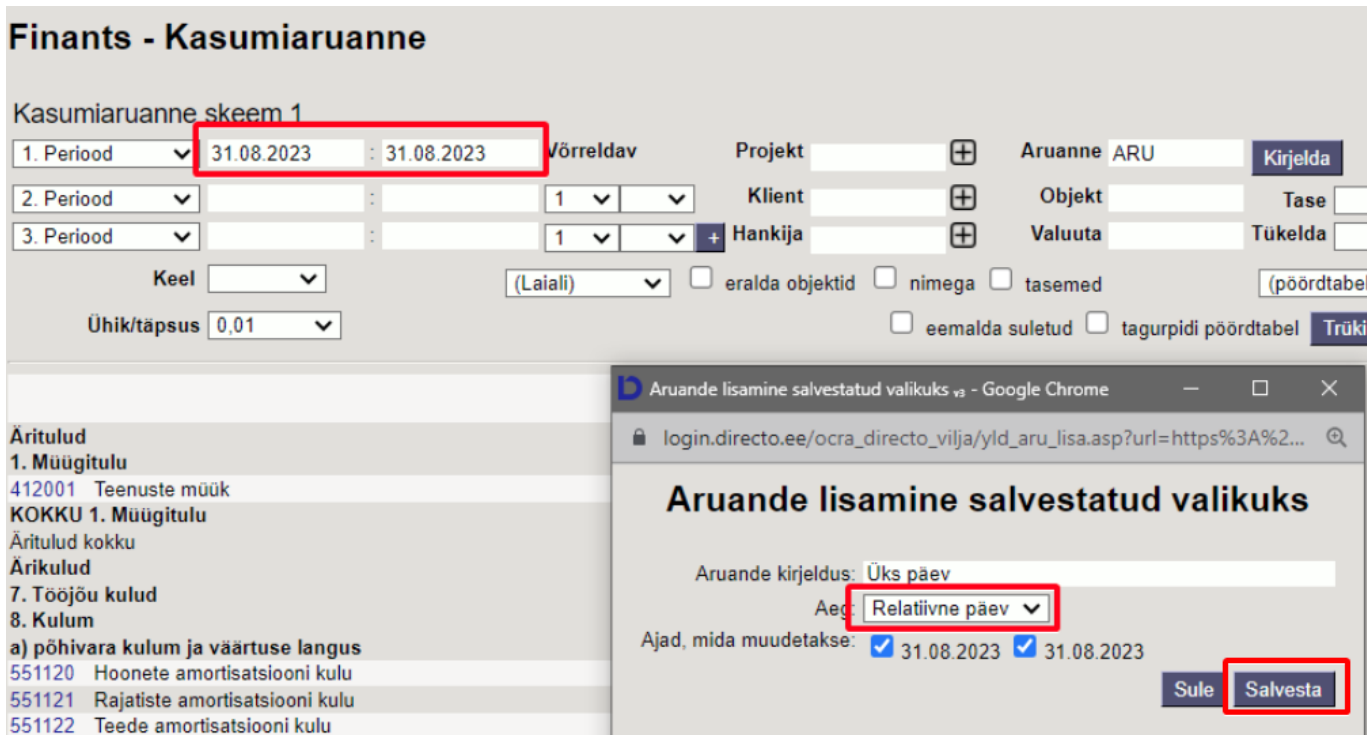 Finants - Kasumiaruanne
Kasumiaruanne skeem 1
1. Periood 31.08.2023 : 31.08.2023 Võrreldav Projekt Aruanne ARU Kirjelda
2. Periood : 1 Klient Objekt Tase
3. Periood : 1 + Hankija Valuuta Tükelda
Keel (Laiali) eralda objektid nimega tasemed (pöördtabel
Ühik/täpsus 0,01 eemalda suletud tagurpidi pöördtabel Trüki
Aruande lisamine salvestatud valikuks v3 - Google Chrome
login.directo.ee/ocra_directo_vilja/yld_aru_lisa.asp?url=https%3A%2...
Aruande lisamine salvestatud valikuks
Aruande kirjeldus: Üks päev
Aeg: Relatiivne päev
Ajad, mida muudetakse: 31.08.2023 31.08.2023
Sule Salvesta
Äritulud
1. Müügitulu
412001 Teenuste müük
KOKKU 1. Müügitulu
Äritulud kokku
Ärikulud
7. Tööjõu kulud
8. Kulum
a) põhivara kulum ja väärtuse langus
551120 Hoonete amortisatsiooni kulu
551121 Rajatiste amortisatsiooni kulu
551122 Teede amortisatsiooni kulu